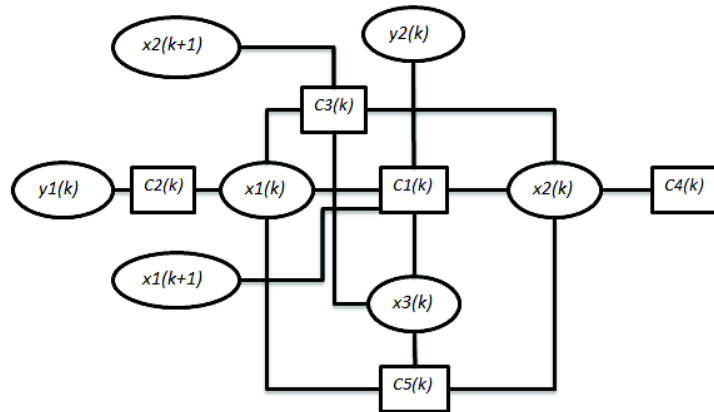 x2(k+1)
y2(k)
C3(k)
y1(k)
C2(k)
x1(k)
C1(k)
x2(k)
C4(k)
x1(k+1)
x3(k)
C5(k)